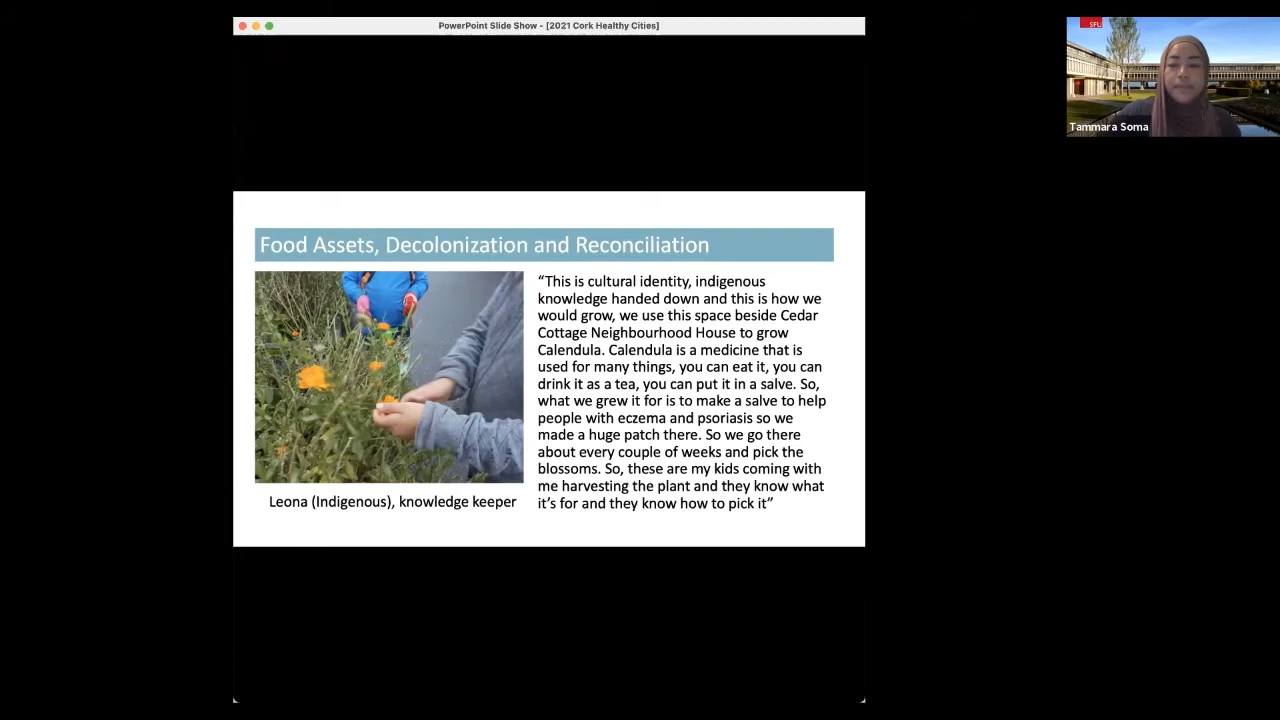 PowerPoint Slide Show - [2021 Cork Healthy Cities]
SFU
Tammara Soma
Food Assets, Decolonization and Reconciliation
“This is cultural identity, indigenous
knowledge handed down and this is how we
would grow, we use this space beside Cedar
Cottage Neighbourhood House to grow
Calendula. Calendula is a medicine that is
used for many things, you can eat it, you can
drink it as a tea, you can put it in a salve. So,
what we grew it for is to make a salve to help
people with eczema and psoriasis so we
made a huge patch there. So we go there
about every couple of weeks and pick the
blossoms. So, these are my kids coming with
me harvesting the plant and they know what
it’s for and they know how to pick it”
Leona (Indigenous), knowledge keeper